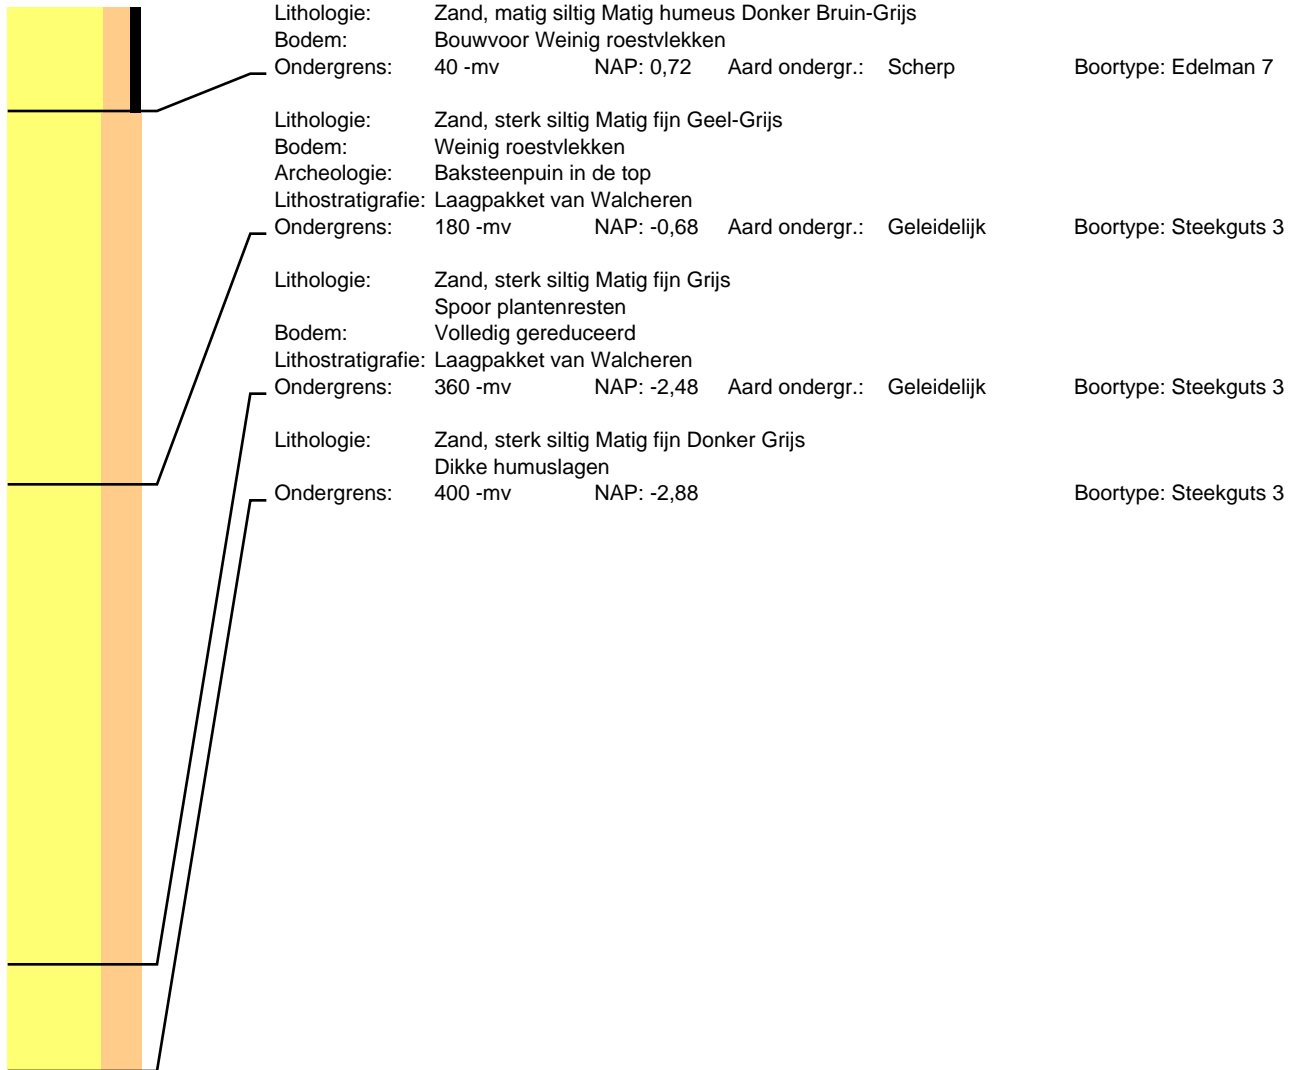 Lithologie: Zand, matig siltig Matig humeus Donker Bruin-Grijs
Bodem: Bouwvoor Weinig roestvlekken
Ondergrens: 40 -mv NAP: 0,72 Aard ondergr.: Scherp Boortype: Edelman 7
Lithologie: Zand, sterk siltig Matig fijn Geel-Grijs
Bodem: Weinig roestvlekken
Archeologie: Baksteenpuin in de top
Lithostratigrafie: Laagpakket van Walcheren
Ondergrens: 180 -mv NAP: -0,68 Aard ondergr.: Geleidelijk Boortype: Steekguts 3
Lithologie: Zand, sterk siltig Matig fijn Grijs
Spoor plantenresten
Bodem: Volledig gereduceerd
Lithostratigrafie: Laagpakket van Walcheren
Ondergrens: 360 -mv NAP: -2,48 Aard ondergr.: Geleidelijk Boortype: Steekguts 3
Lithologie: Zand, sterk siltig Matig fijn Donker Grijs
Dikke humuslagen
Ondergrens: 400 -mv NAP: -2,88 Boortype: Steekguts 3